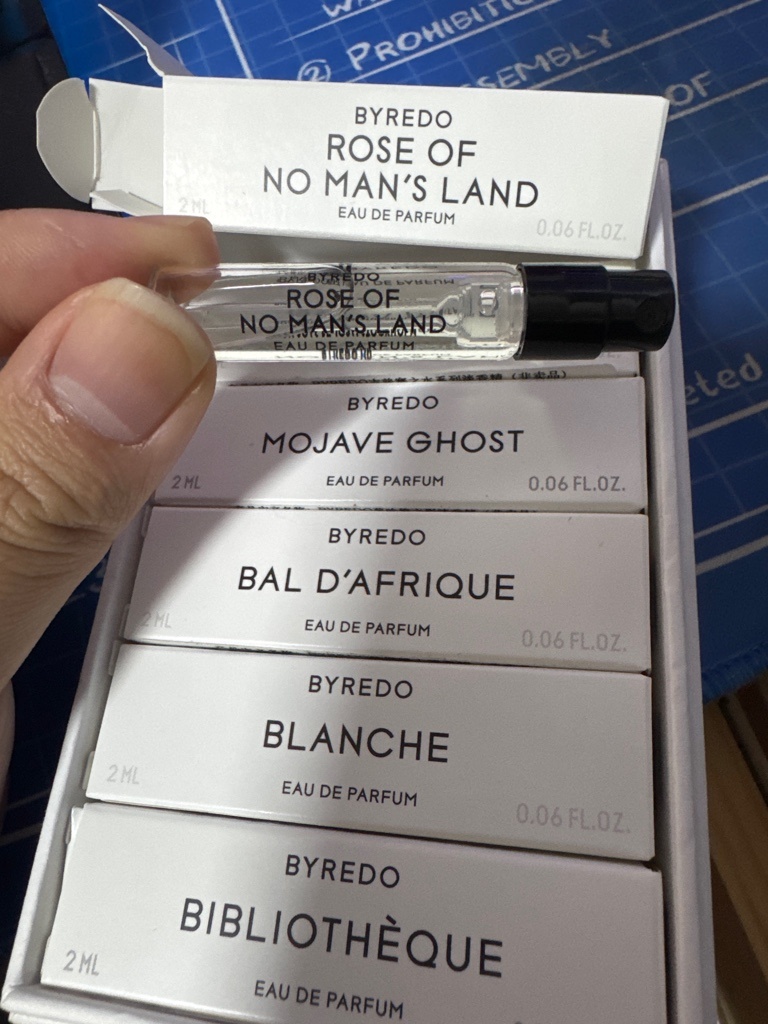 ② PROHIBITI
SSEMBLY
OF
BYREDO
ROSE OF
NO MAN'S LAND
EAU DE PARFUM
2 ML
0.06 FL.OZ.
BYREDO
ROSE OF
NO MAN'S LAND
EAU DE PARFUM
eted
BYREDO
MOJAVE GHOST
2 ML
EAU DE PARFUM
0.06 FL.OZ.
BYREDO
BAL D'AFRIQUE
2 ML
EAU DE PARFUM
0.06 FL.OZ.
BYREDO
BLANCHE
2 ML
EAU DE PARFUM
0.06 FL.OZ.
BYREDO
BIBLIOTHÈQUE
2 ML
EAU DE PARFUM